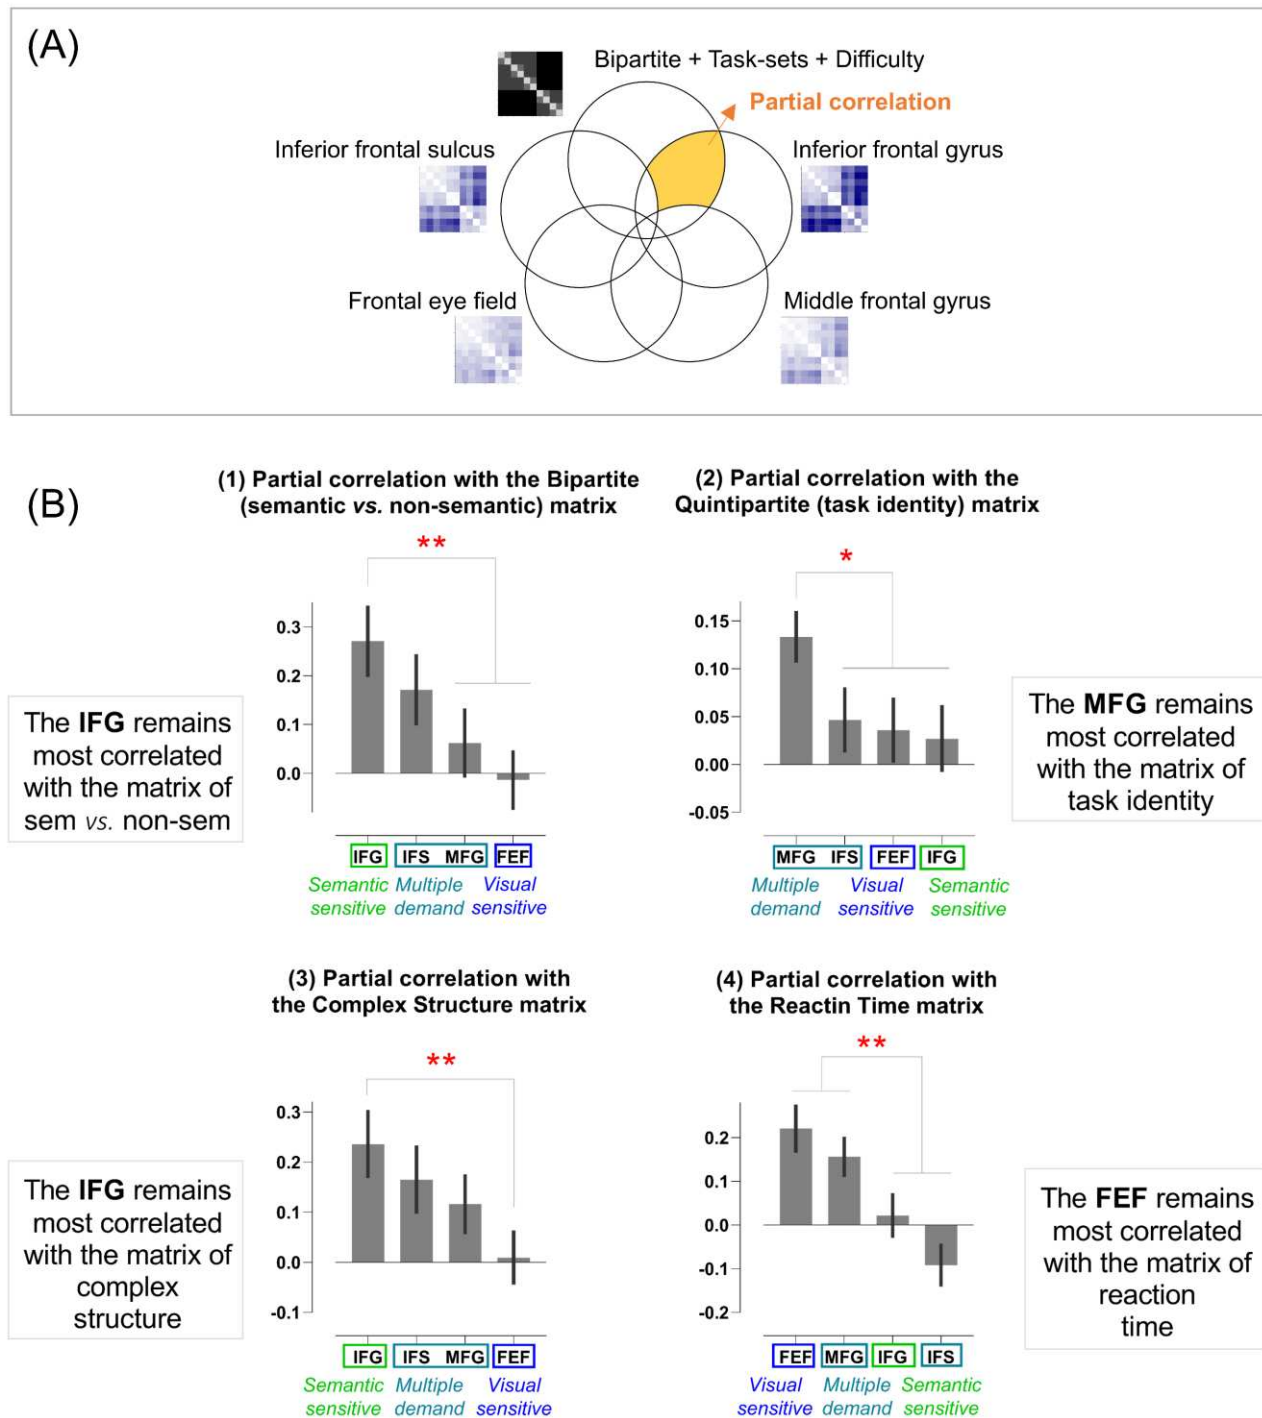 (A)
Bipartite + Task-sets + Difficulty
Partial correlation
Inferior frontal sulcus
Inferior frontal gyrus
Frontal eye field
Middle frontal gyrus
(B)
(1) Partial correlation with the Bipartite
(semantic vs. non-semantic) matrix
**
0.3
0.2
0.1
0.0
IFG IFS MFG FEF
Semantic sensitive
Multiple demand
Visual sensitive
The IFG remains
most correlated
with the matrix of
sem vs. non-sem
(2) Partial correlation with the
Quintipartite (task identity) matrix
*
0.15
0.10
0.05
0.00
-0.05
MFG IFS FEF IFG
Multiple demand
Visual sensitive
Semantic sensitive
The MFG remains
most correlated
with the matrix of
task identity
(3) Partial correlation with
the Complex Structure matrix
**
0.3
0.2
0.1
0.0
-0.1
IFG IFS MFG FEF
Semantic sensitive
Multiple demand
Visual sensitive
The IFG remains
most correlated
with the matrix of
complex
structure
(4) Partial correlation with
the Reactin Time matrix
**
0.2
0.1
0.0
-0.1
-0.2
FEF MFG IFG IFS
Visual sensitive
Multiple demand
Semantic sensitive
The FEF remains
most correlated
with the matrix of
reaction
time